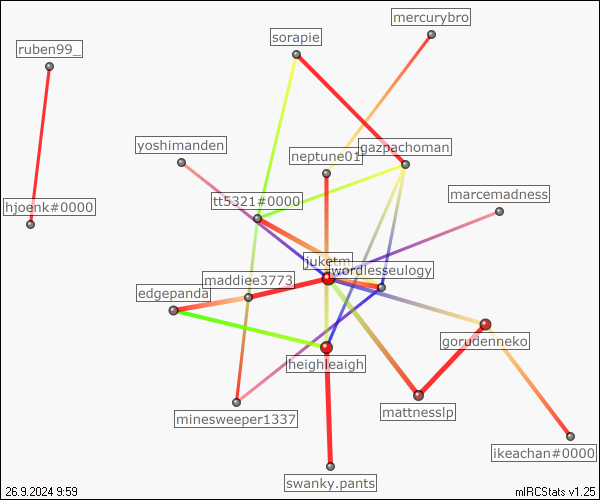 mercurybro
sorapie
ruben99_
yoshimanden
gazpachoman
neptune01
marcemadness
tt5321#0000
hjoenk#0000
juketm
wordlesseulogy
maddiee3773
edgepanda
gorudenneko
heighleaigh
mattnesslp
minesweeper1337
ikeachan#0000
swanky.pants
26.9.2024 9:59
mIRCStats v1.25